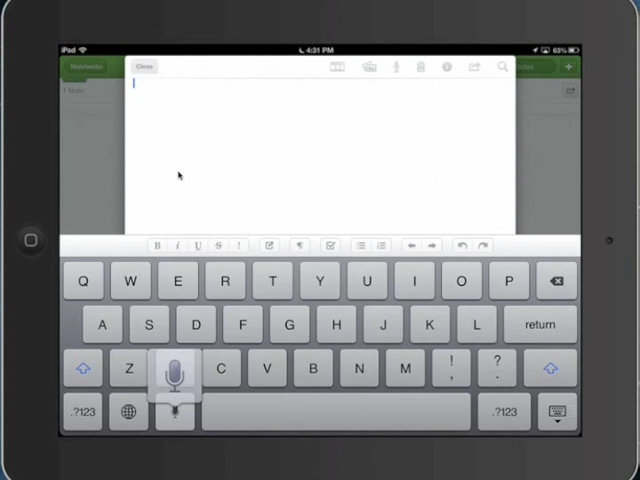 iPad 4:31 PM 63%
Notebooks Close +
1 Note
B i U S !
Q W E R T Y U I O P
A S D F G H J K L return
Z C V B N M ! , ? .
.?123 .?123